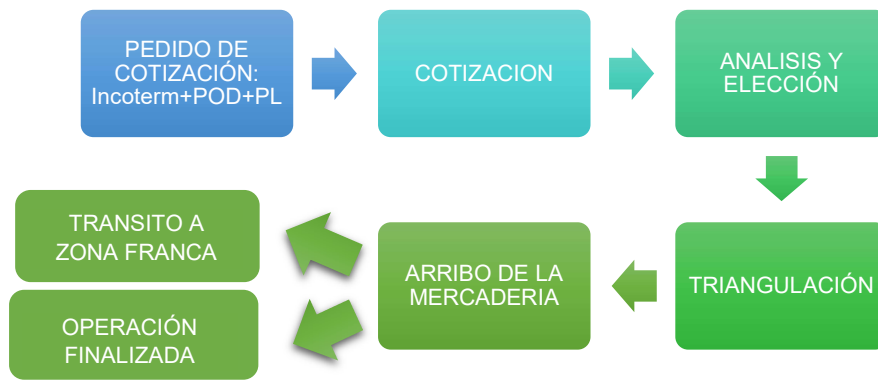 PEDIDO DE
COTIZACIÓN:
Incoterm+POD+PL
COTIZACION
ANALISIS Y
ELECCIÓN
TRIANGULACIÓN
ARRIBO DE LA
MERCADERIA
TRANSITO A
ZONA FRANCA
OPERACIÓN
FINALIZADA